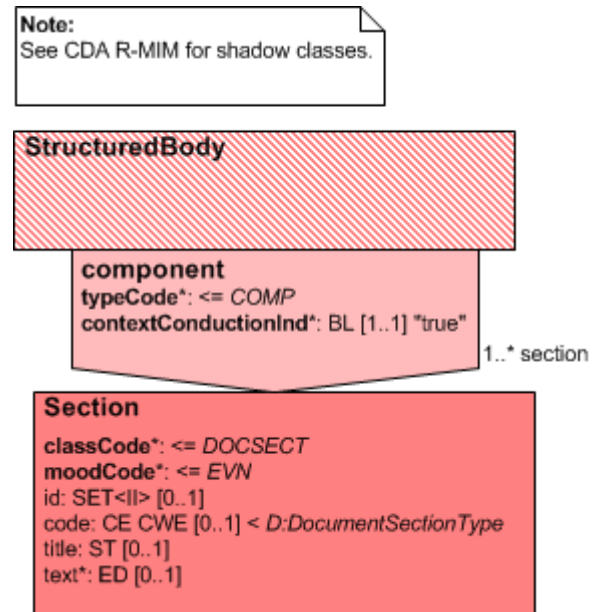 Note:
See CDA R-MIM for shadow classes.
StructuredBody
component
typeCode*: <= COMP
contextConductionInd*: BL [1..1] "true"
1..* section
Section
classCode*: <= DOCSECT
moodCode*: <= EVN
id: SET<II> [0..1]
code: CE CWE [0..1] < D:DocumentSectionType
title: ST [0..1]
text*: ED [0..1]